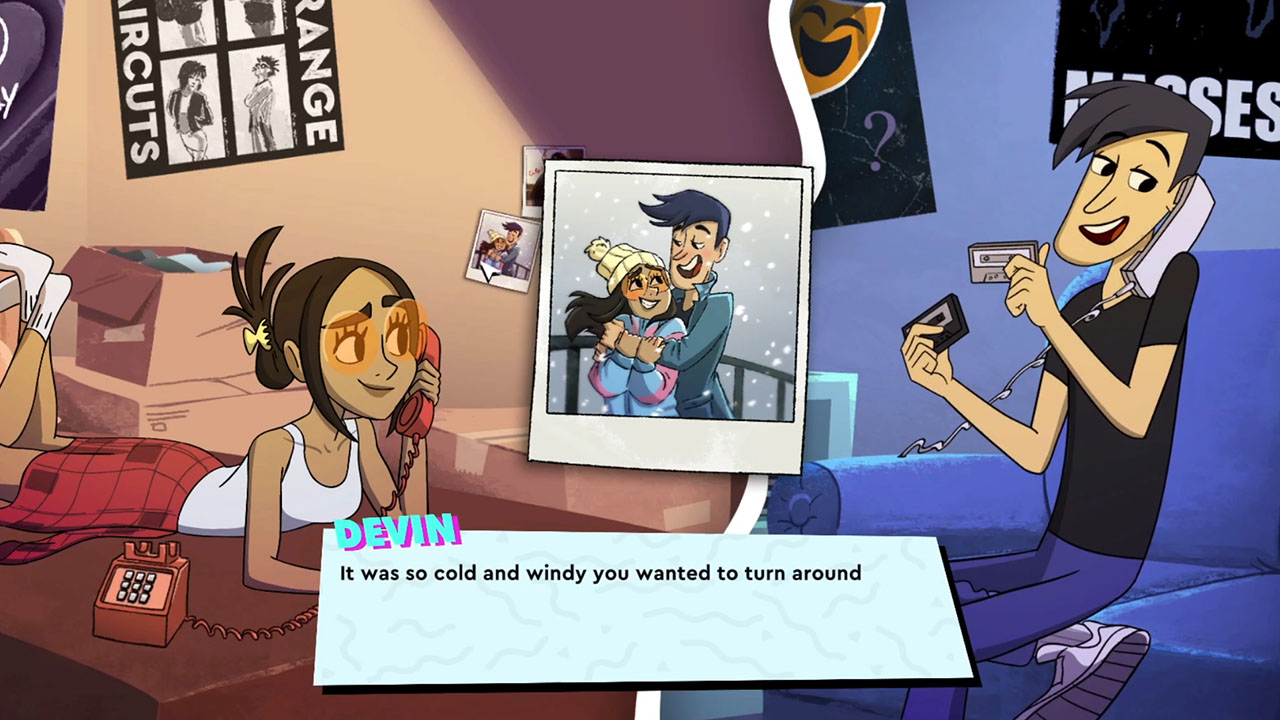 AIRCUTS
RANGE
?
MASSES
DEVIN
It was so cold and windy you wanted to turn around